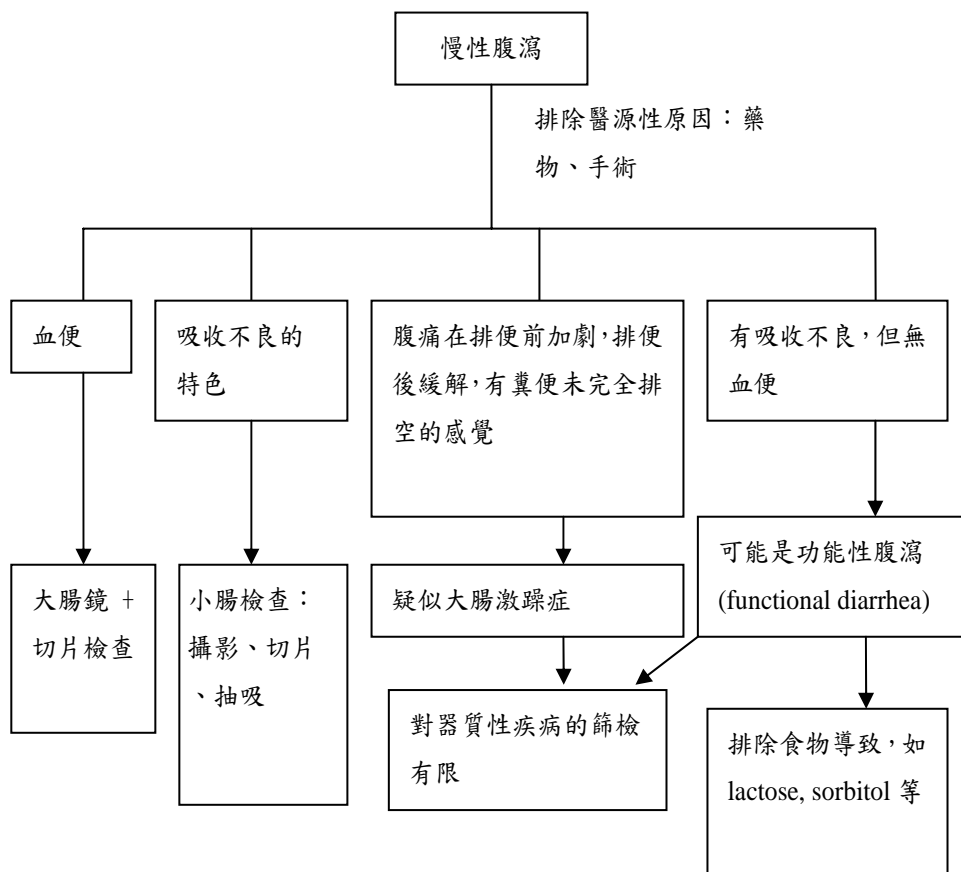 慢性腹瀉
排除醫源性原因：藥
物、手術
血便
吸收不良的
特色
腹痛在排便前加劇，排便
後緩解，有糞便未完全排
空的感覺
有吸收不良，但無
血便
大腸鏡 +
切片檢查
小腸檢查：
攝影、切片
、抽吸
疑似大腸激躁症
可能是功能性腹瀉
(functional diarrhea)
對器質性疾病的篩檢
有限
排除食物導致，如
lactose, sorbitol 等